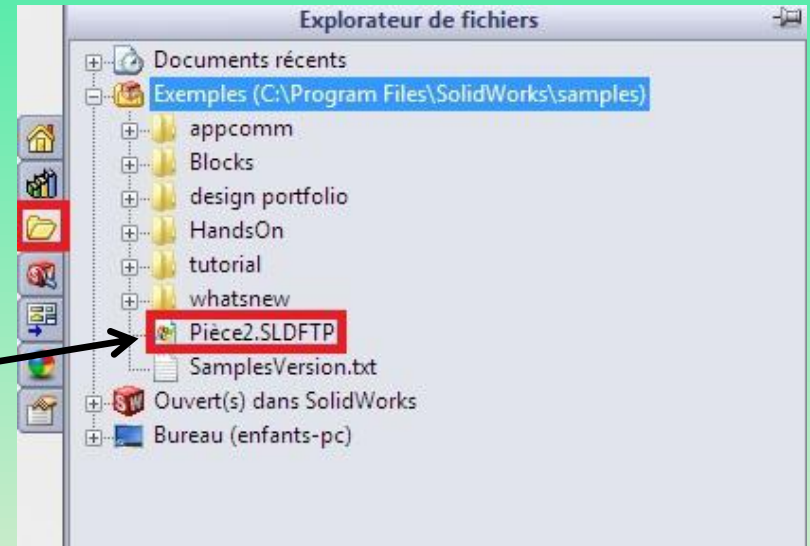 Explorateur de fichiers
Documents récents
Exemples (C:\Program Files\SolidWorks\samples)
appcomm
Blocks
design portfolio
HandsOn
tutorial
whatsnew
Pièce2.SLDFTP
SamplesVersion.txt
Ouvert(s) dans SolidWorks
Bureau (enfants-pc)